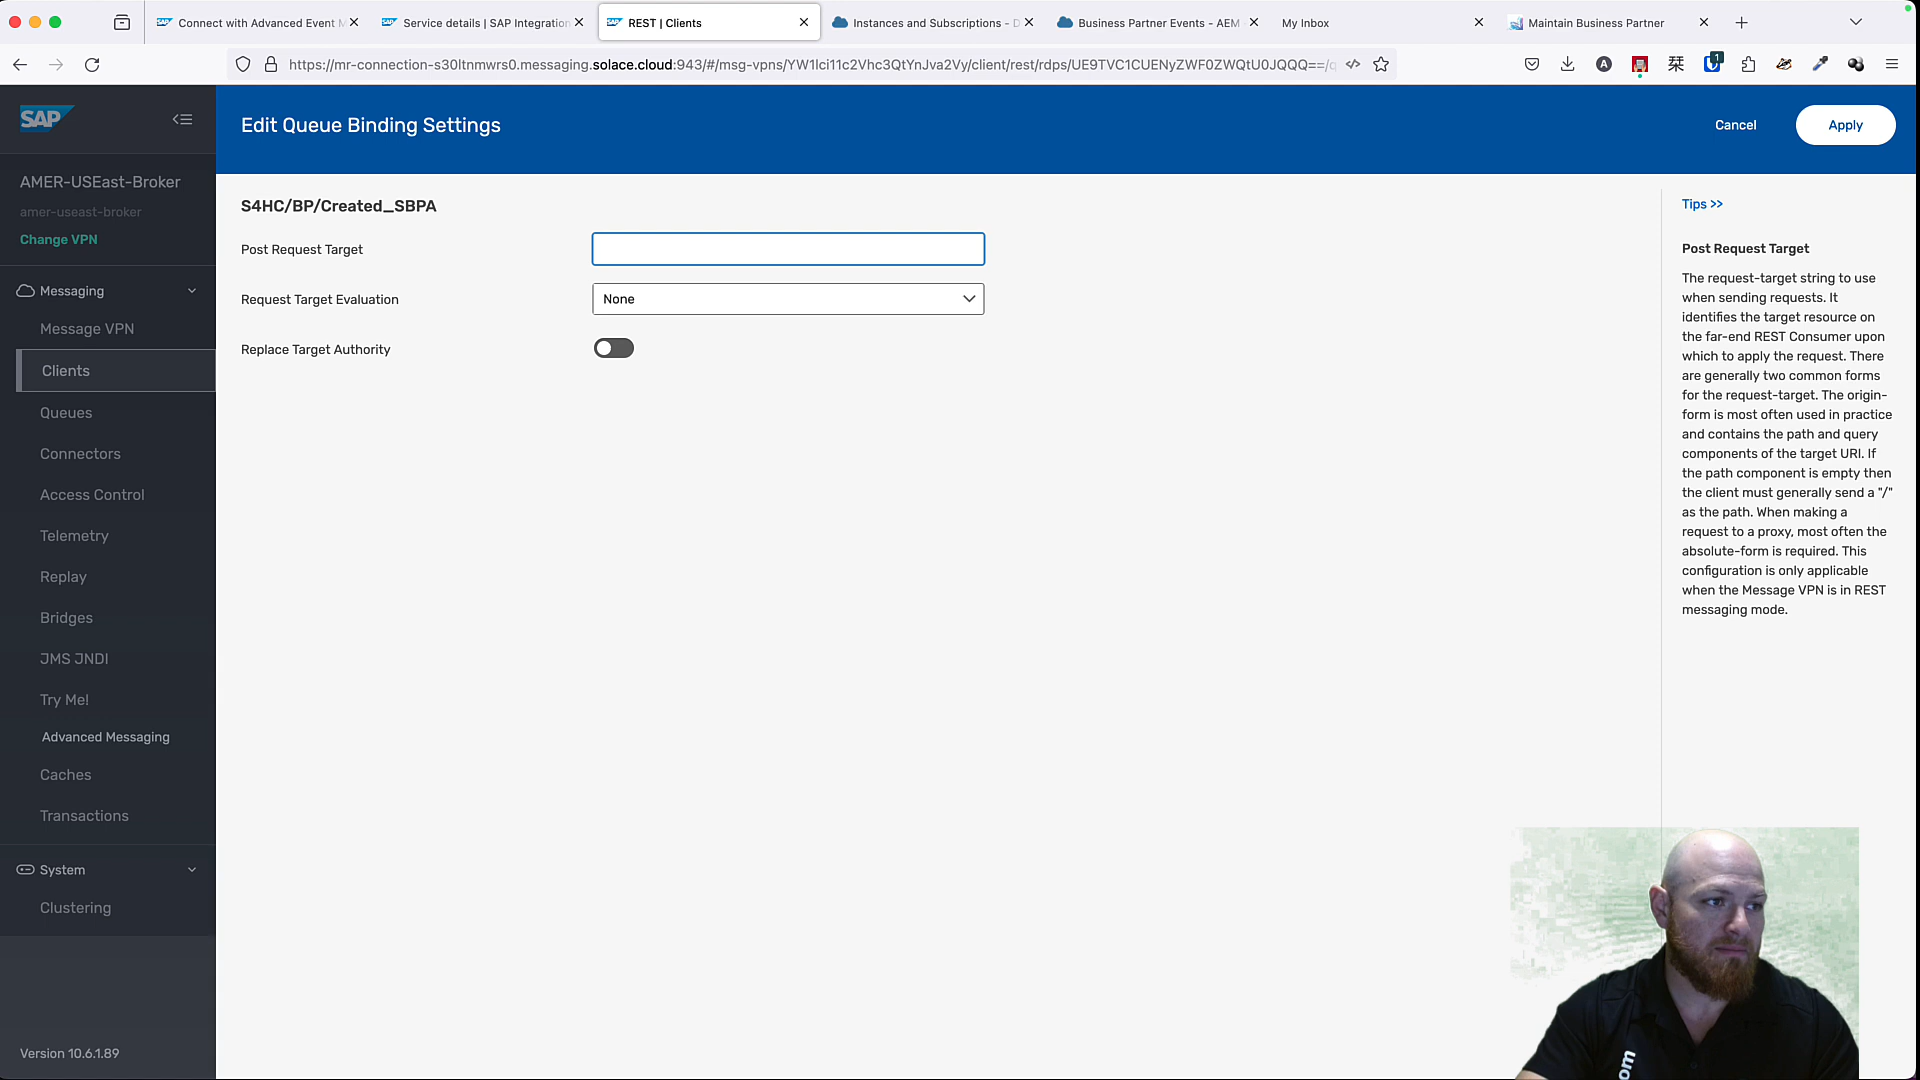 Connect with Advanced Event M
Service details | SAP Integration
REST | Clients
Instances and Subscriptions - D
Business Partner Events - AEM
My Inbox
Maintain Business Partner
https://mr-connection-s30ltnmwrs0.messaging.solace.cloud:943/#/msg-vpns/YW1lci11c2Vhc3QtYnJva2Vy/client/rest/rdps/UE9TVC1CUENyZWF0ZWQtU0JQQQ==/q
1
SAP
Edit Queue Binding Settings
Cancel
Apply
AMER-USEast-Broker
amer-useast-broker
Change VPN
Messaging
Message VPN
Clients
Queues
Connectors
Access Control
Telemetry
Replay
Bridges
JMS JNDI
Try Me!
Advanced Messaging
Caches
Transactions
System
Clustering
Version 10.6.1.89
S4HC/BP/Created_SBPA
Post Request Target
Request Target Evaluation
None
Replace Target Authority
Tips >>
Post Request Target
The request-target string to use
when sending requests. It
identifies the target resource on
the far-end REST Consumer upon
which to apply the request. There
are generally two common forms
for the request-target. The origin-
form is most often used in practice
and contains the path and query
components of the target URI. If
the path component is empty then
the client must generally send a "/"
as the path. When making a
request to a proxy, most often the
absolute-form is required. This
configuration is only applicable
when the Message VPN is in REST
messaging mode.
om